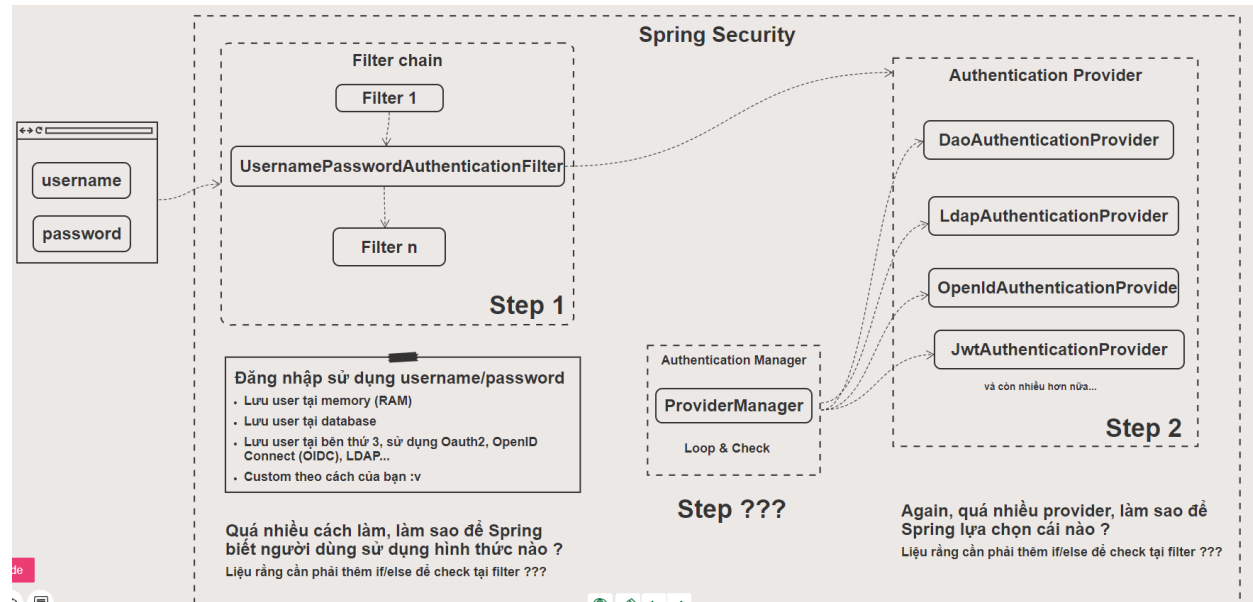 Spring Security
Filter chain
Filter 1
UsernamePasswordAuthenticationFilter
Filter n
Step 1
username
password
Đăng nhập sử dụng username/password
Lưu user tại memory (RAM)
Lưu user tại database
Lưu user tại bên thứ 3, sử dụng Oauth2, OpenID
Connect (OIDC), LDAP...
Custom theo cách của bạn :v
Quá nhiều cách làm, làm sao để Spring
biết người dùng sử dụng hình thức nào ?
Liệu rằng cần phải thêm if/else để check tại filter ???
Authentication Manager
ProviderManager
Loop & Check
Step ???
Authentication Provider
DaoAuthenticationProvider
LdapAuthenticationProvider
OpenIdAuthenticationProvide
JwtAuthenticationProvider
và còn nhiều hơn nữa...
Step 2
Again, quá nhiều provider, làm sao để
Spring lựa chọn cái nào ?
Liệu rằng cần phải thêm if/else để check tại filter ???